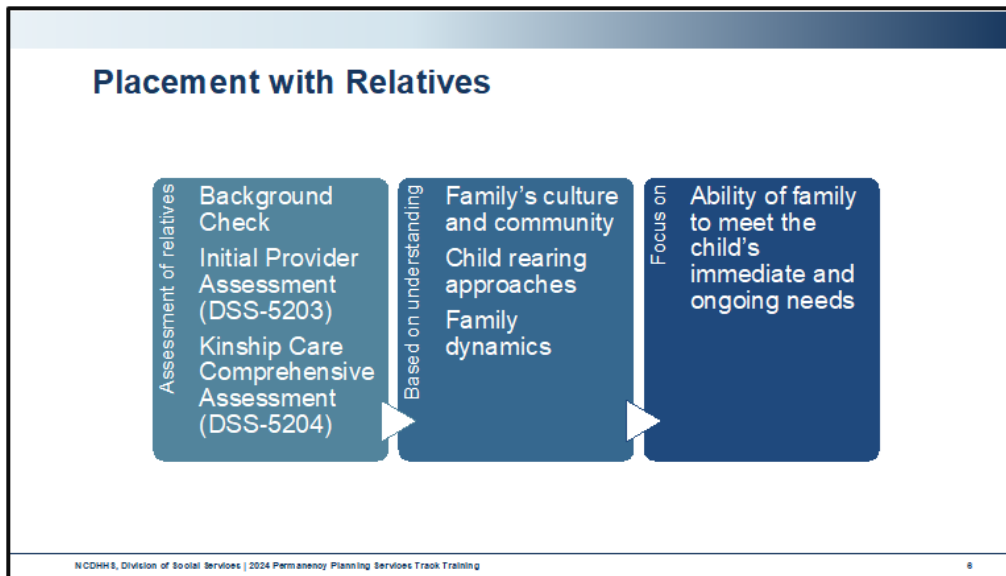 Placement with Relatives
Assessment of relatives
Background
Check
Initial Provider
Assessment
(DSS-5203)
Kinship Care
Comprehensive
Assessment
(DSS-5204)
Based on understanding
Family's culture
and community
Child rearing
approaches
Family
dynamics
Focus on
Ability of family
to meet the
child's
immediate and
ongoing needs
NCDHHS, Division of Social Services | 2024 Permanency Planning Services Track Training
6